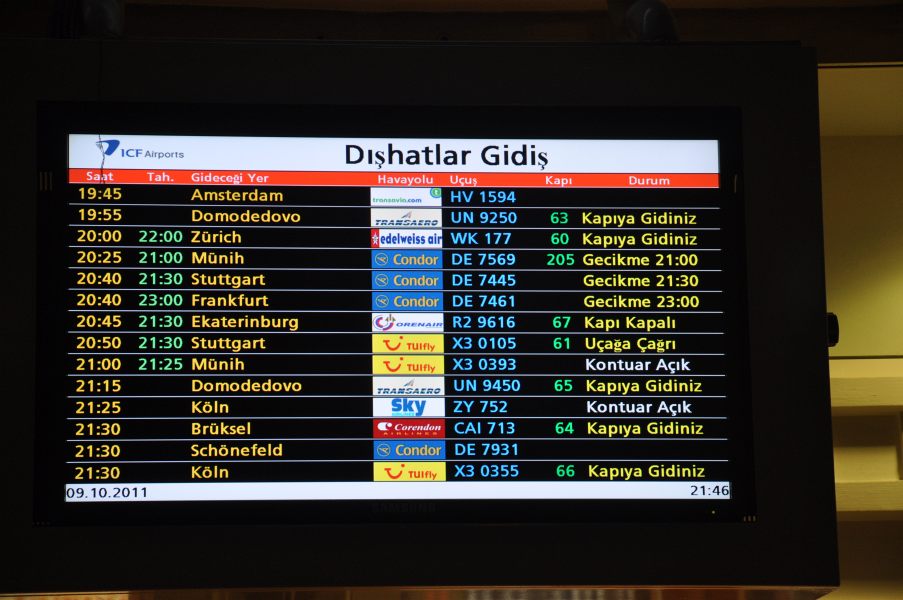 ICF Airports Dışhatlar Gidiş
Saat Tah. Gideceği Yer Havayolu Uçuş Kapı Durum
19:45 Amsterdam transavia.com t HV 1594
19:55 Domodedovo TRANSAERO UN 9250 63 Kapıya Gidiniz
20:00 22:00 Zürich edelweiss air WK 177 60 Kapıya Gidiniz
20:25 21:00 Münih Condor DE 7569 205 Gecikme 21:00
20:40 21:30 Stuttgart Condor DE 7445 Gecikme 21:30
20:40 23:00 Frankfurt Condor DE 7461 Gecikme 23:00
20:45 21:30 Ekaterinburg ORENAIR R2 9616 67 Kapı Kapalı
20:50 21:30 Stuttgart TUIfly X3 0105 61 Uçağa Çağrı
21:00 21:25 Münih TUIfly X3 0393 Kontuar Açık
21:15 Domodedovo TRANSAERO UN 9450 65 Kapıya Gidiniz
21:25 Köln Sky ZY 752 Kontuar Açık
21:30 Brüksel Corendon AIRLINES CAI 713 64 Kapıya Gidiniz
21:30 Schönefeld Condor DE 7931
21:30 Köln TUIfly X3 0355 66 Kapıya Gidiniz
09.10.2011 21:46
SAMSUNG